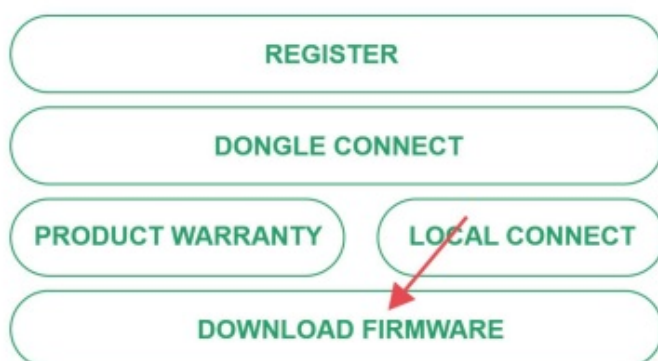 REGISTER
DONGLE CONNECT
PRODUCT WARRANTY
LOCAL CONNECT
DOWNLOAD FIRMWARE